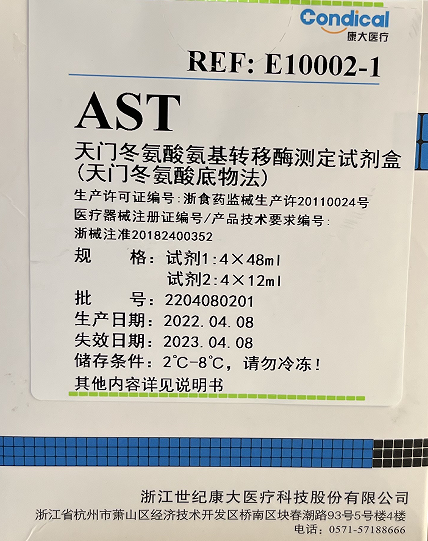 Condical
康大医疗
REF: E10002-1
AST
天门冬氨酸氨基转移酶测定试剂盒
(天门冬氨酸底物法)
生产许可证编号:浙食药监械生产许20110024号
医疗器械注册证编号/产品技术要求编号:
浙械注准20182400352
规 格: 试剂1:4×48ml
试剂2:4×12ml
批 号: 2204080201
生产日期: 2022.04.08
失效日期: 2023.04.08
储存条件: 2℃-8℃, 请勿冷冻!
其他内容详见说明书
浙江世纪康大医疗科技股份有限公司
浙江省杭州市萧山区经济技术开发区桥南区块春潮路93号5号楼4楼
电话: 0571-57188666